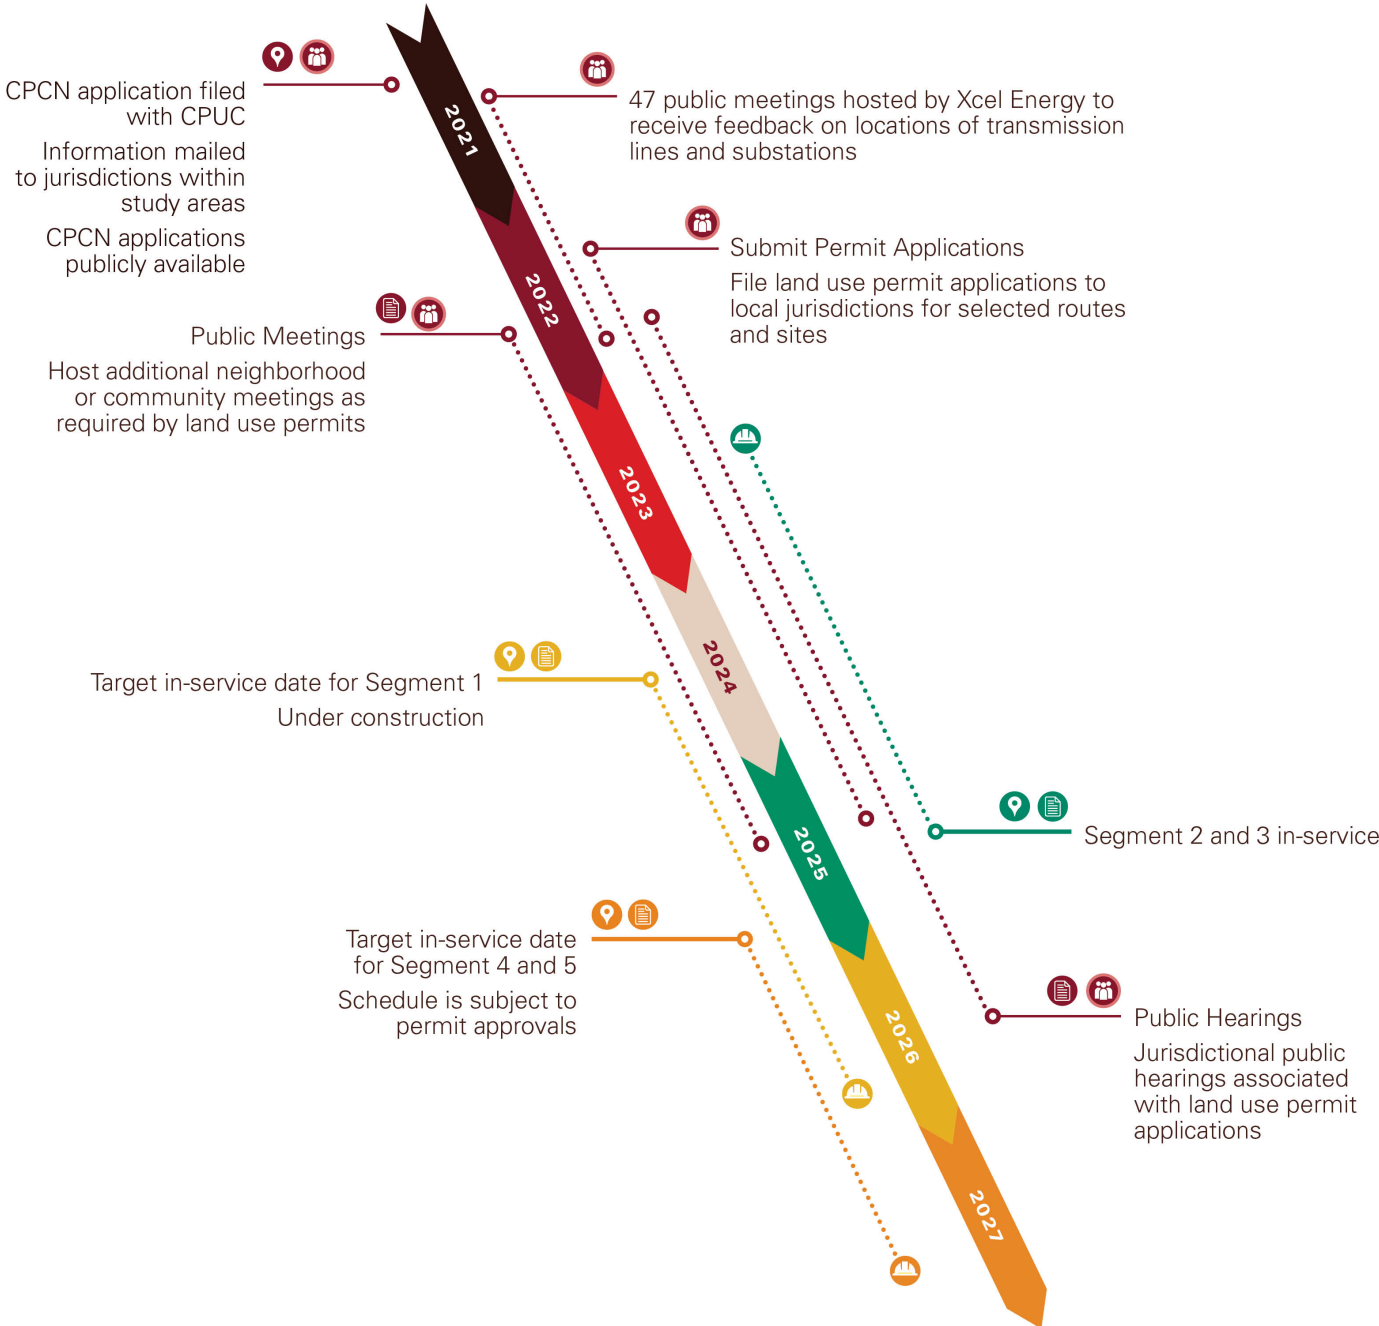 CPCN application filed
with CPUC
Information mailed
to jurisdictions within
study areas
CPCN applications
publicly available
2021
47 public meetings hosted by Xcel Energy to
receive feedback on locations of transmission
lines and substations
Submit Permit Applications
File land use permit applications to
local jurisdictions for selected routes
and sites
2022
Public Meetings
Host additional neighborhood
or community meetings as
required by land use permits
2023
2024
Target in-service date for Segment 1
Under construction
2025
Segment 2 and 3 in-service
Target in-service date
for Segment 4 and 5
Schedule is subject to
permit approvals
2026
Public Hearings
Jurisdictional public
hearings associated
with land use permit
applications
2027